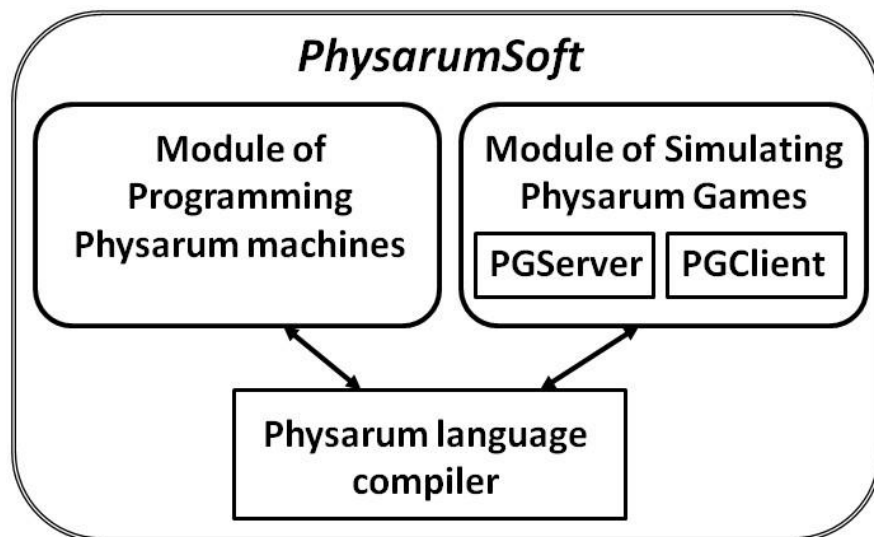 PhysarumSoft
Module of
Programming
Physarum machines
Module of Simulating
Physarum Games
PGServer
PGClient
Physarum language
compiler